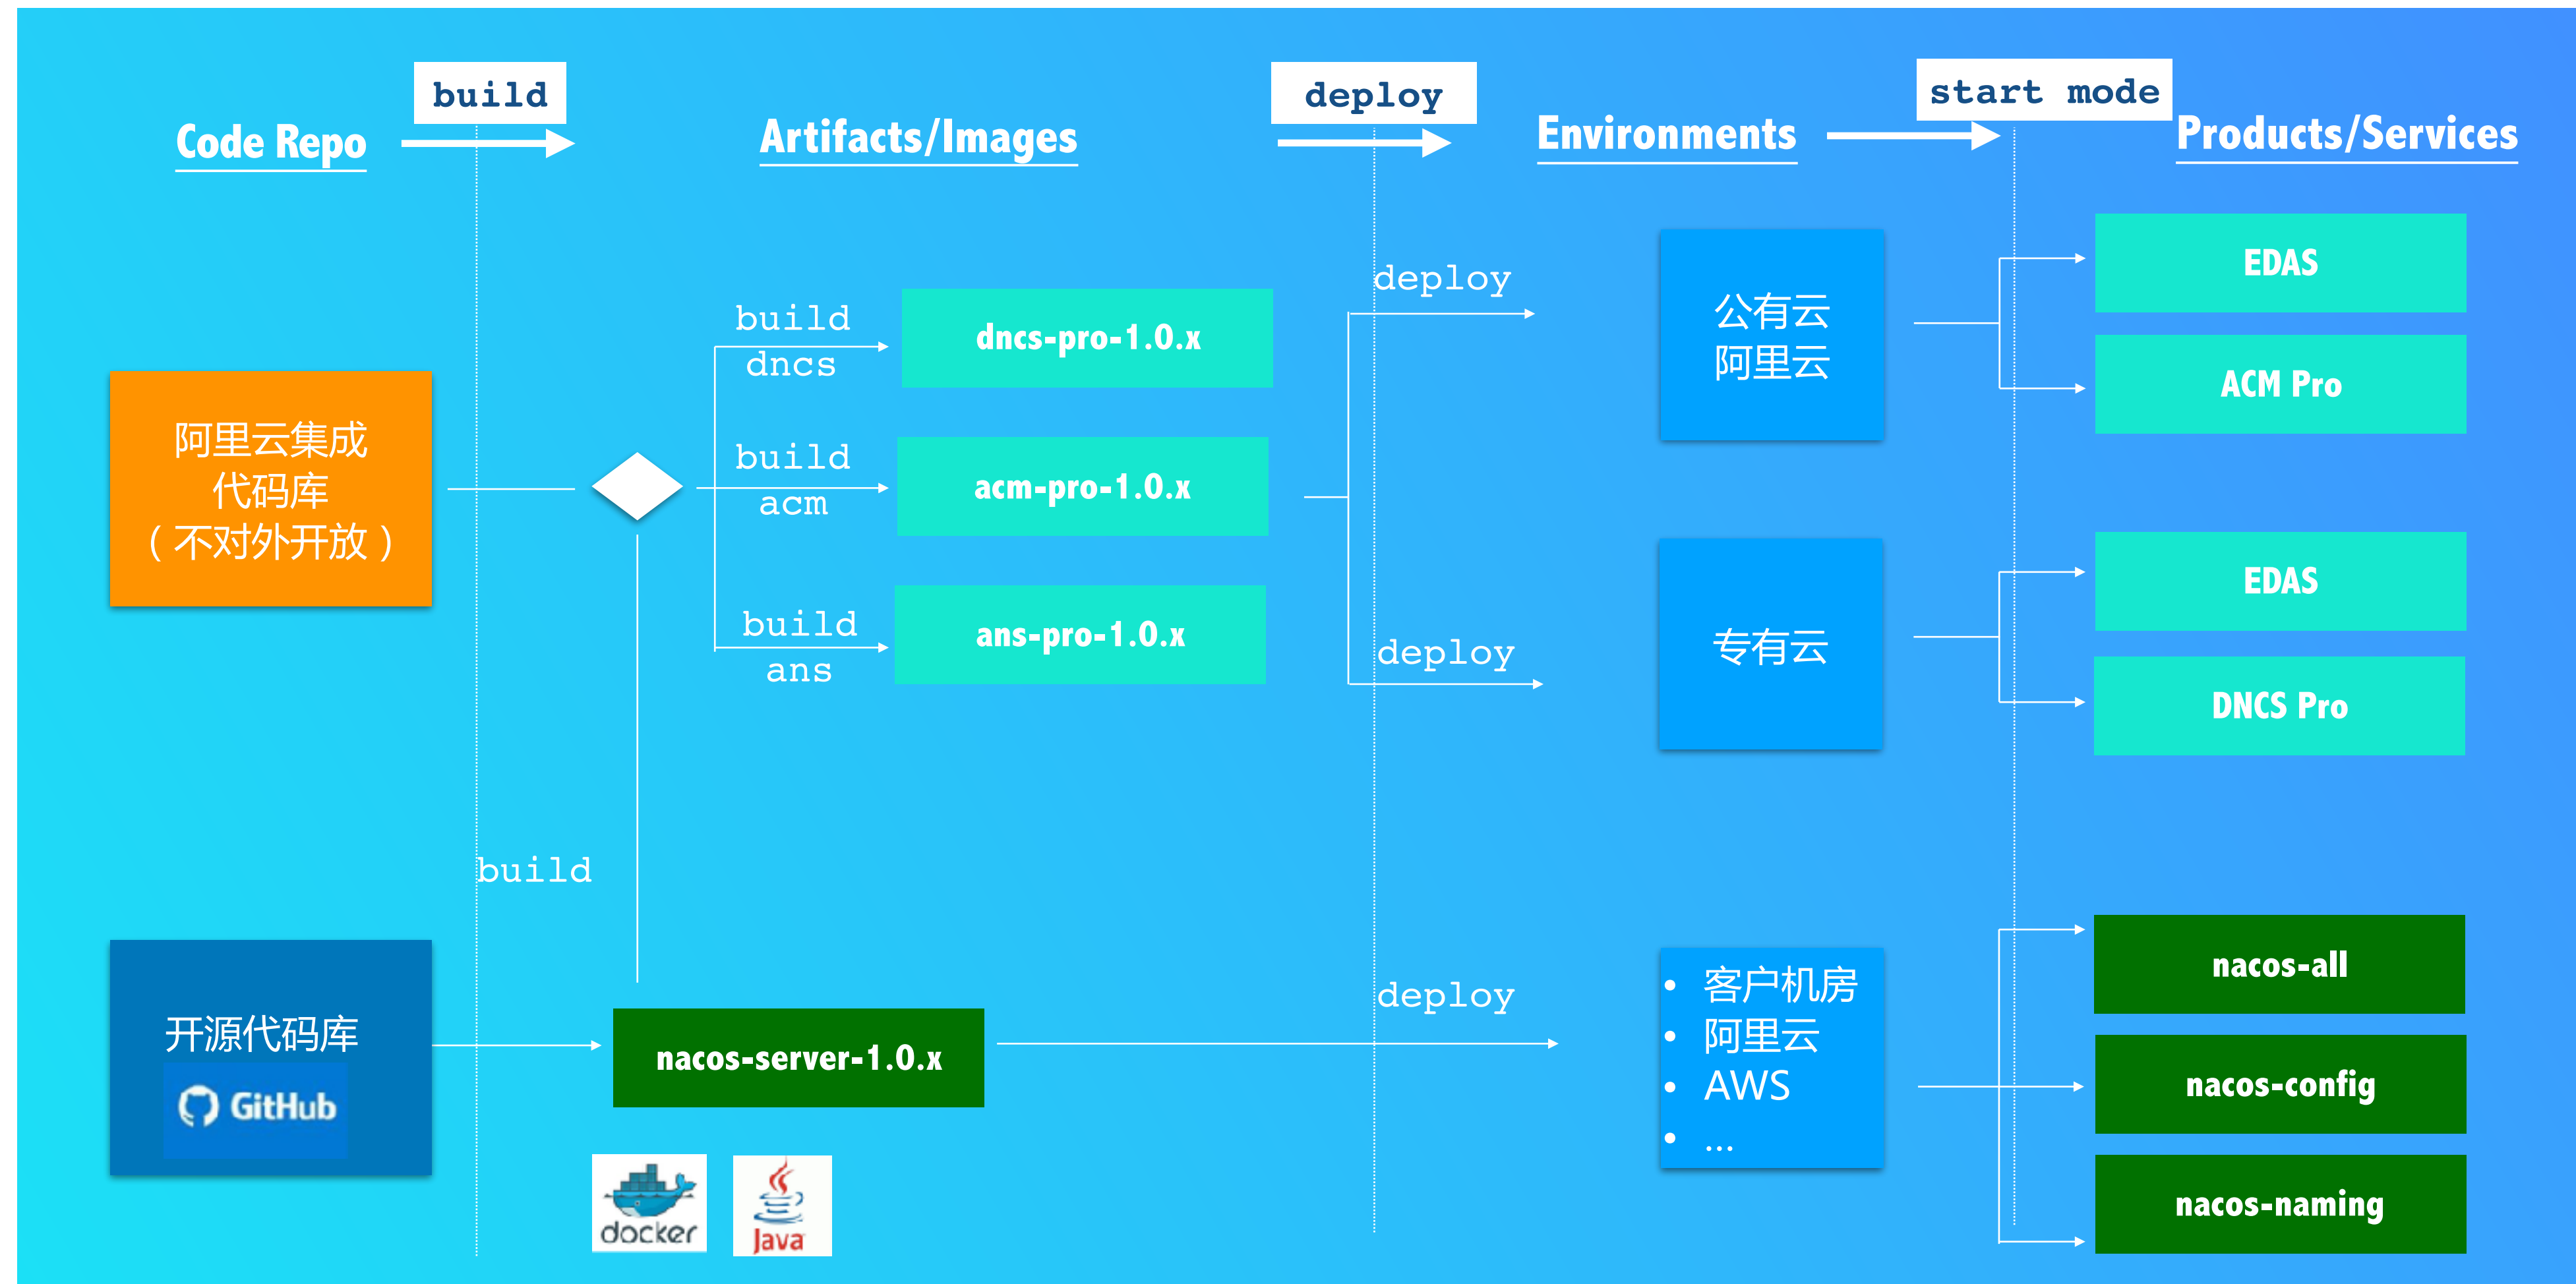 build
deploy
start mode
Code Repo
Artifacts/Images
Environments
Products/Services
阿里云集成
代码库
（不对外开放）
build
dncs
build
acm
build
ans
dncs-pro-1.0.x
acm-pro-1.0.x
ans-pro-1.0.x
deploy
deploy
公有云
阿里云
专有云
EDAS
ACM Pro
EDAS
DNCS Pro
build
开源代码库
GitHub
nacos-server-1.0.x
docker
Java
deploy
• 客户机房
• 阿里云
• AWS
• ...
nacos-all
nacos-config
nacos-naming